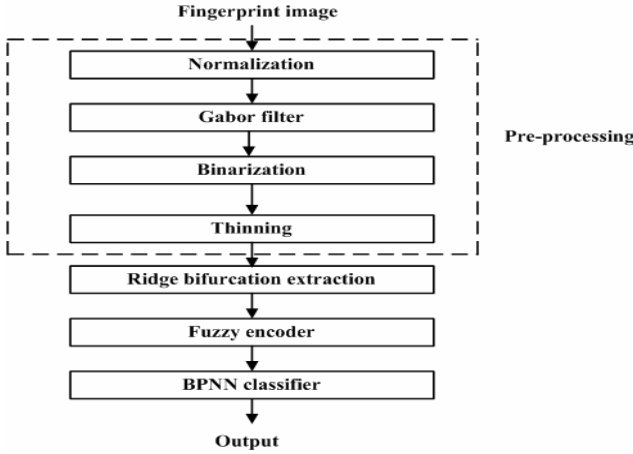 Fingerprint image
Normalization
Gabor filter
Pre-processing
Binarization
Thinning
Ridge bifurcation extraction
Fuzzy encoder
BPNN classifier
Output